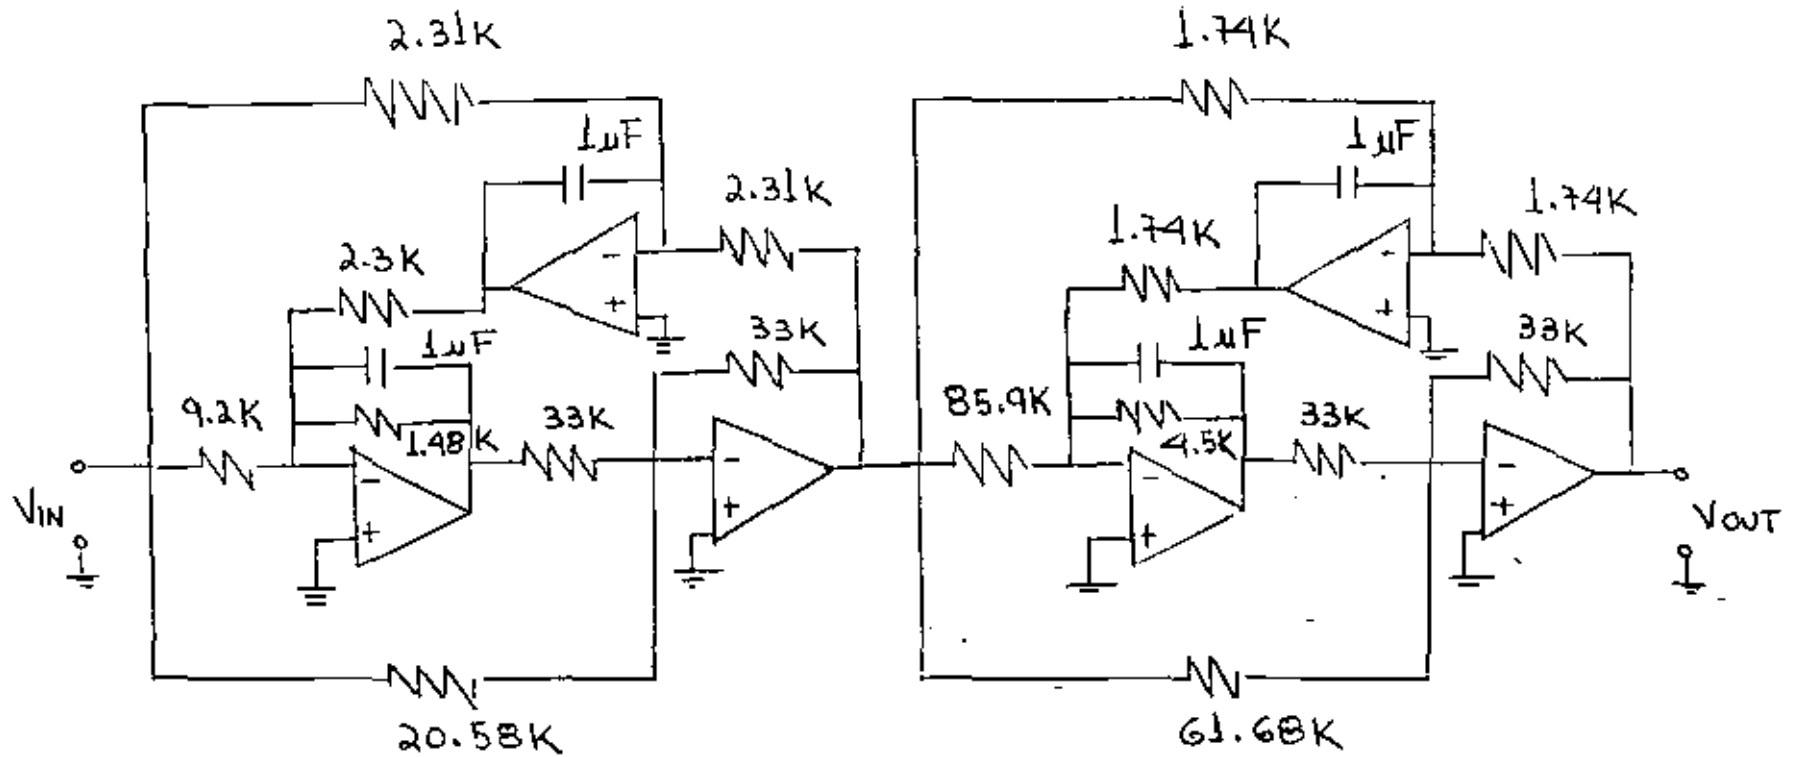 2.31K
1.74K
1µF
1µF
2.31K
1.74K
1.74K
2.3K
-
+
-
+
1µF
33K
1µF
33K
9.2K
1.48K
33K
85.9K
4.5K
33K
-
+
-
+
-
+
-
+
VIN
VOUT
20.58K
61.68K